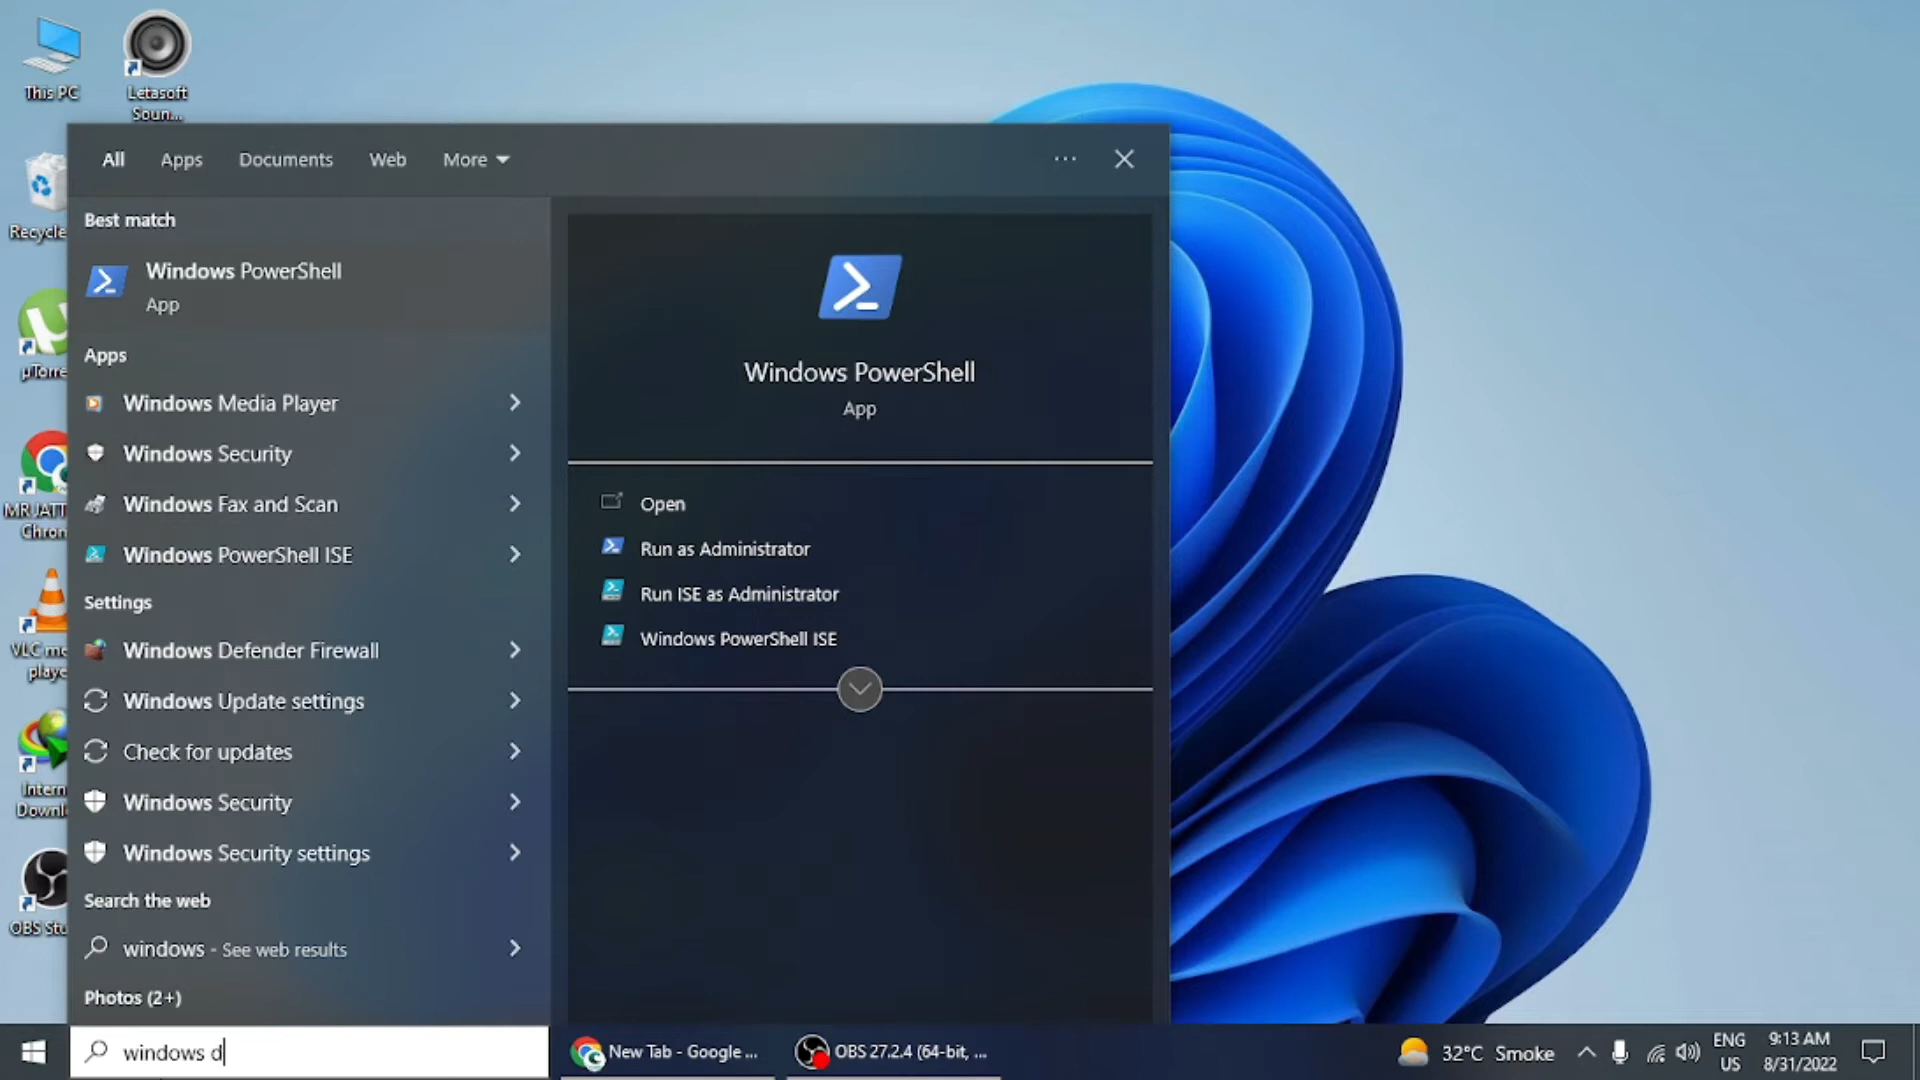 This PC
Letasoft
Soun...
Recycle
µTorre
MRJATT
Chrom
VLC me
playe
Intern
Downl
OBS Stu
All Apps Documents Web More
Best match
Windows PowerShell
App
Apps
Windows Media Player
Windows Security
Windows Fax and Scan
Windows PowerShell ISE
Settings
Windows Defender Firewall
Windows Update settings
Check for updates
Windows Security
Windows Security settings
Search the web
windows - See web results
Photos (2+)
Windows PowerShell
App
Open
Run as Administrator
Run ISE as Administrator
Windows PowerShell ISE
windows d
New Tab - Google ...
OBS 27.2.4 (64-bit, ...
32°C Smoke
ENG
US
9:13 AM
8/31/2022